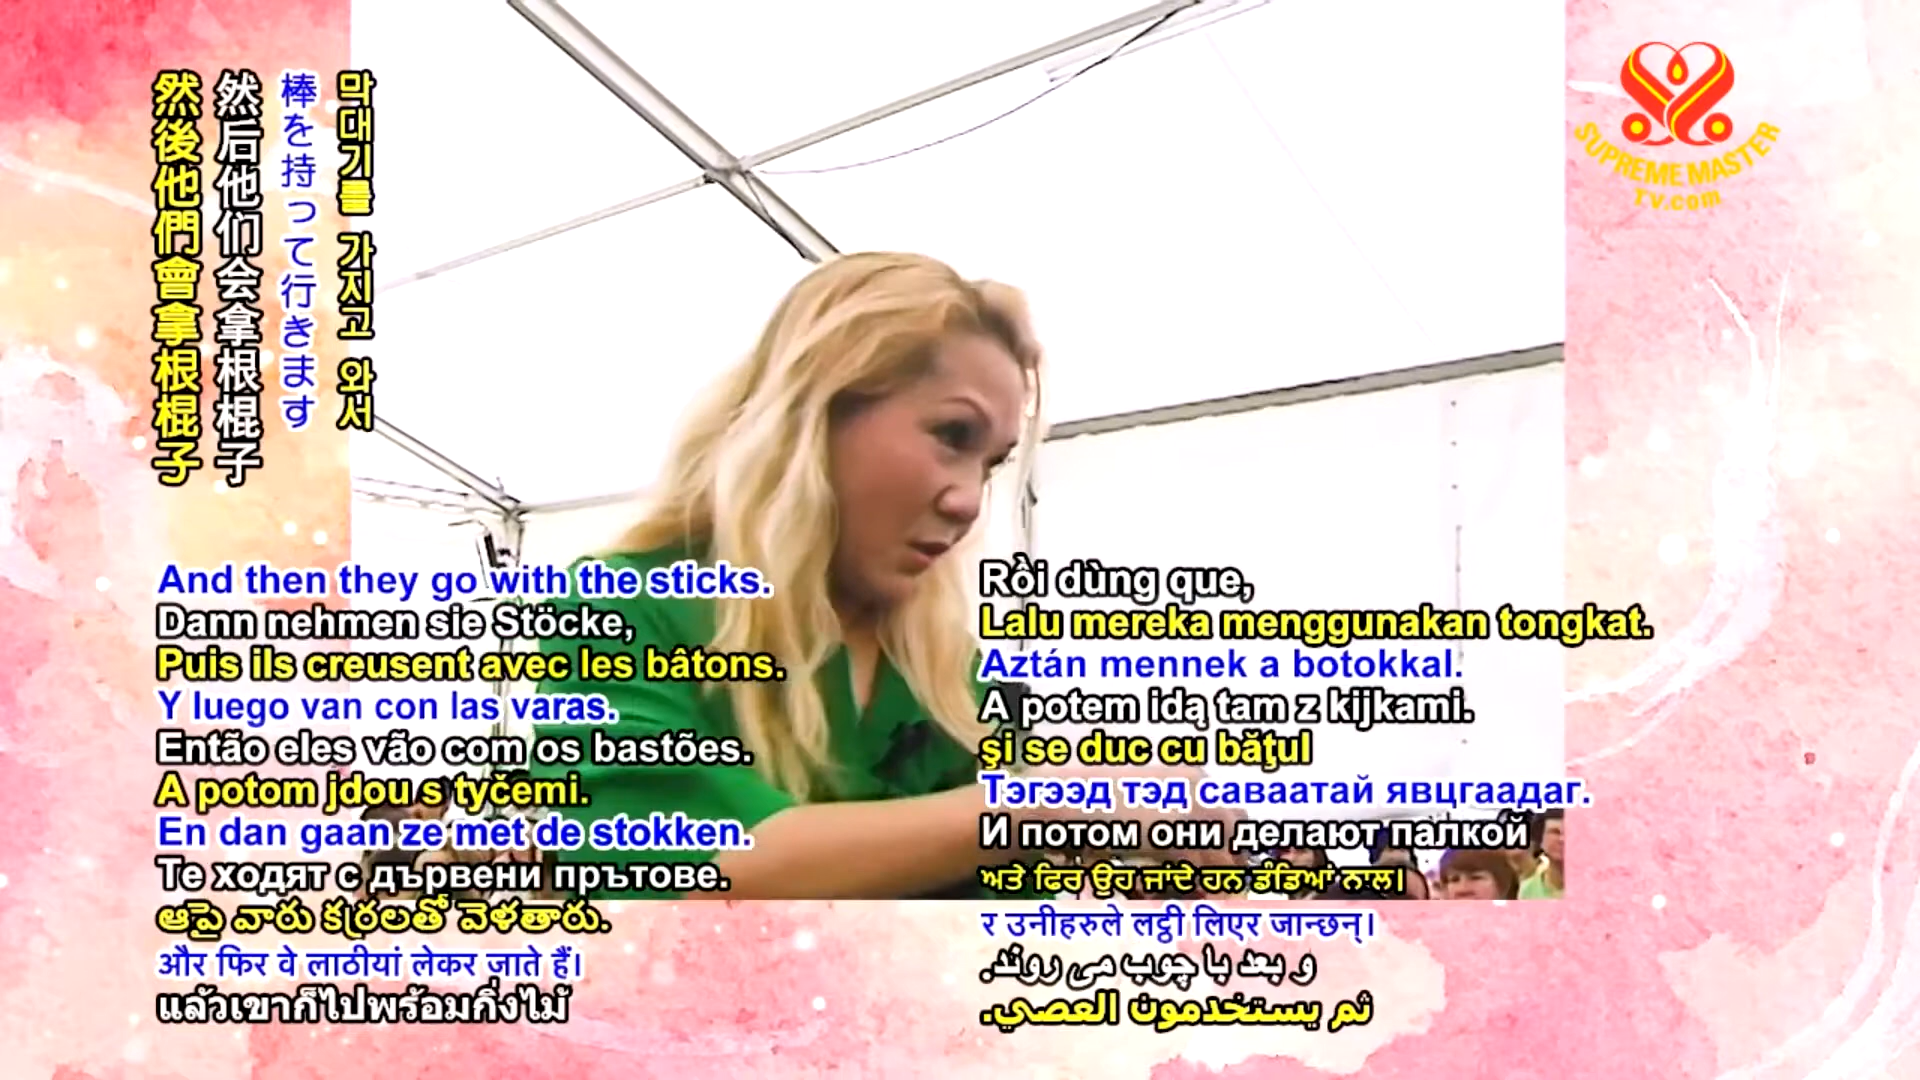 然後他們會拿根棍子
然后他们会拿根棍子
棒を持って行きます
막대기를 가지고 와서
SUPREME MASTER
TV.com
And then they go with the sticks.
Dann nehmen sie Stöcke,
Puis ils creusent avec les bâtons.
Y luego van con las varas.
Então eles vão com os bastões.
A potom jdou s tyčemi.
En dan gaan ze met de stokken.
Те ходят с дървени прътове.
ఆపై వారు కర్రలతో వెళతారు.
और फिर वे लाठीयां लेकर जाते हैं।
แล้วเขาก็ไปพร้อมกิ่งไม้
Rồi dùng que,
Lalu mereka menggunakan tongkat.
Aztán mennek a botokkal.
A potem idą tam z kijkami.
şi se duc cu băţul
Тэгээд тэд саваатай явцгаадаг.
И потом они делают палкой
ਅਤੇ ਫਿਰ ਉਹ ਜਾਂਦੇ ਹਨ ਡੰਡਿਆਂ ਨਾਲ।
र उनीहरुले लट्ठी लिएर जान्छन्।
و بعد با چوب می روند.
ثم يستخدمون العصي.